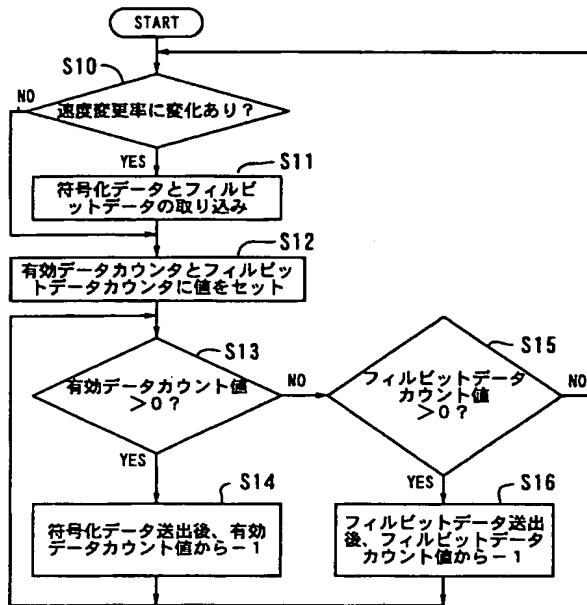 START
S10
NO
速度変更率に変化あり?
YES
S11
符号化データとフィルビ
ットデータの取り込み
S12
有効データカウンタとフィルビッ
トデータカウンタに値をセット
S13
有効データカウント値
>0?
NO
YES
S15
フィルビットデータ
カウント値
>0?
NO
YES
S14
符号化データ送出後、有効
データカウント値から-1
S16
フィルビットデータ送出
後、フィルビットデータ
カウント値から-1